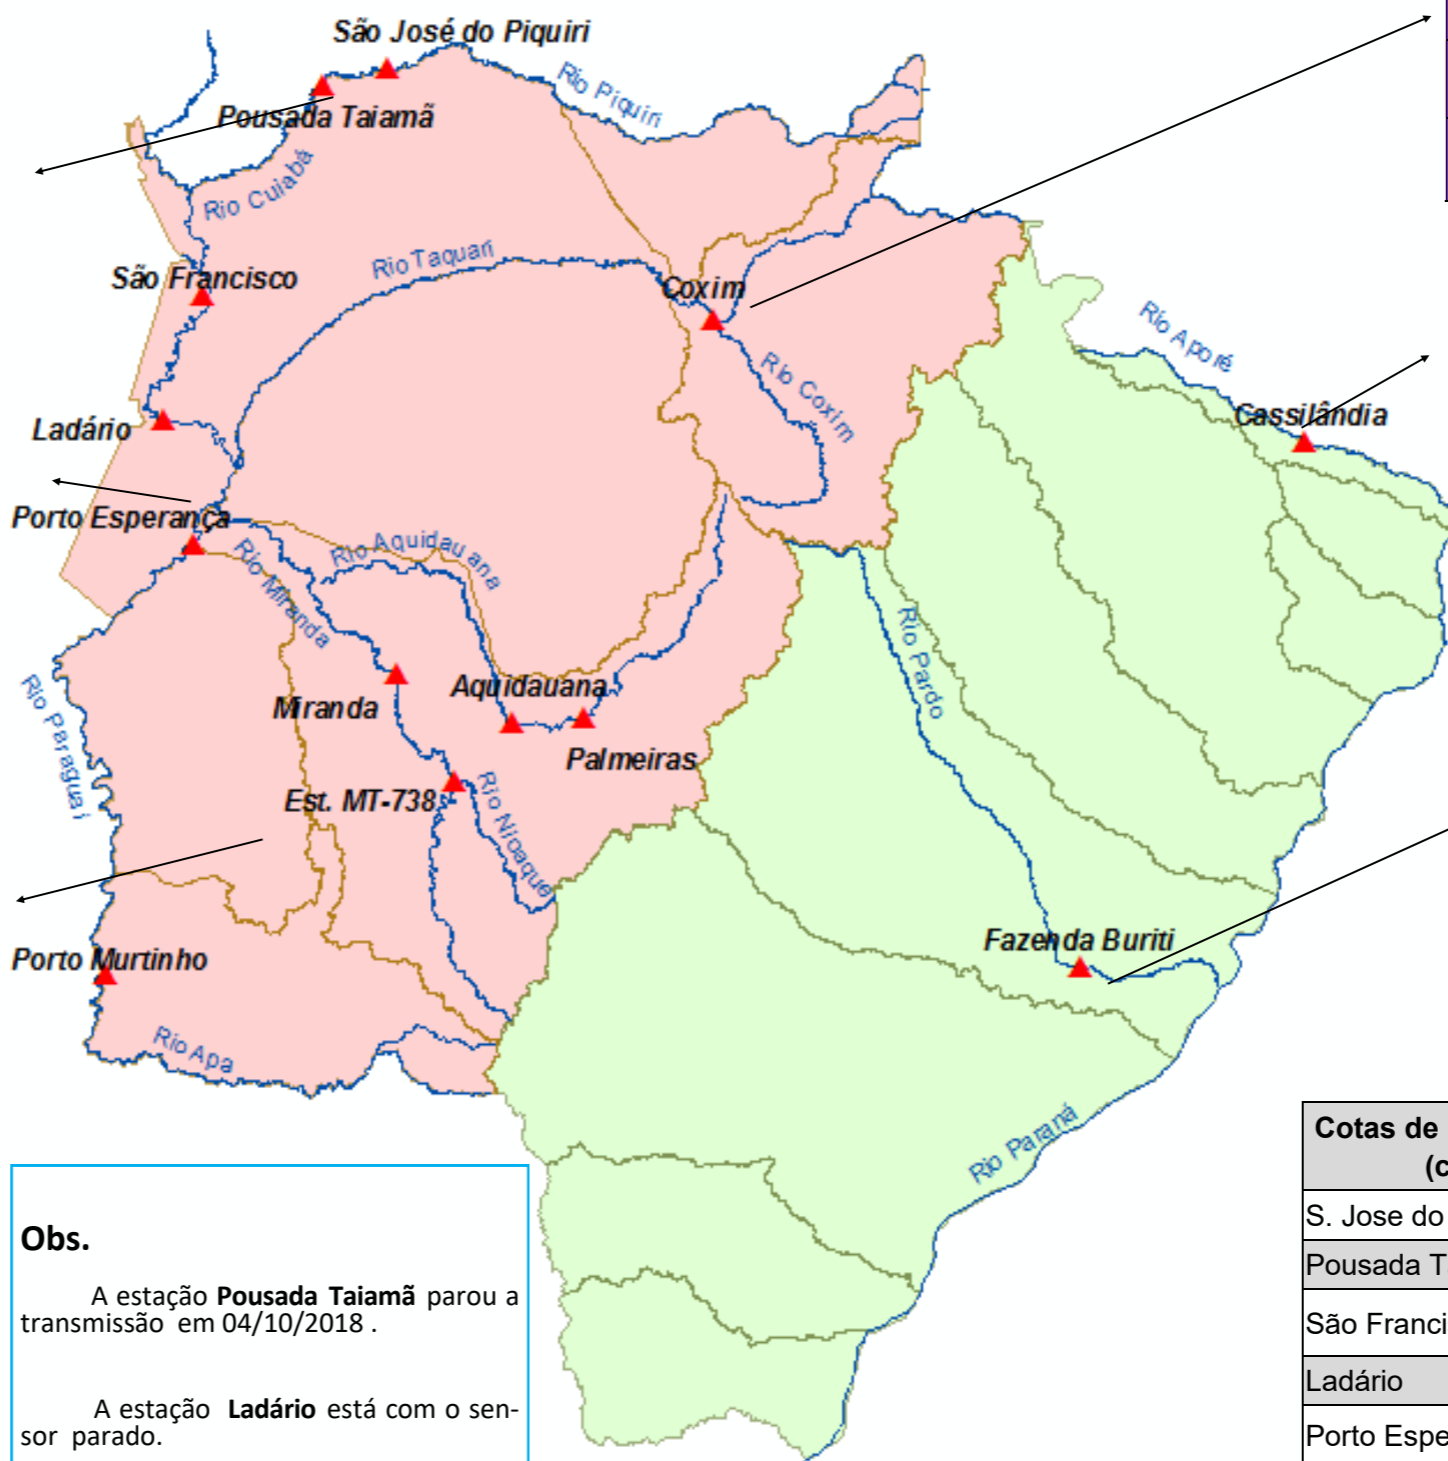 São José do Piquiri
Rio Piquiri
Pousada Taiamã
Rio Cuiabá
Rio Taquari
São Francisco
Coxim
Rio Coxim
Rio Aporé
Cassilândia
Ladário
Porto Esperança
Rio Miranda
Rio Aquidauana
Rio Pardo
Rio Paraguai
Miranda
Aquidauana
Palmeiras
Est. MT-738
Rio Nioaque
Porto Murtinho
Fazenda Buriti
Rio Apa
Rio Paraná
Obs.
A estação Pousada Taiamã parou a
transmissão em 04/10/2018 .
A estação Ladário está com o sen-
sor parado.
Cotas de
(c
S. Jose do
Pousada T
São Franci
Ladário
Porto Espe